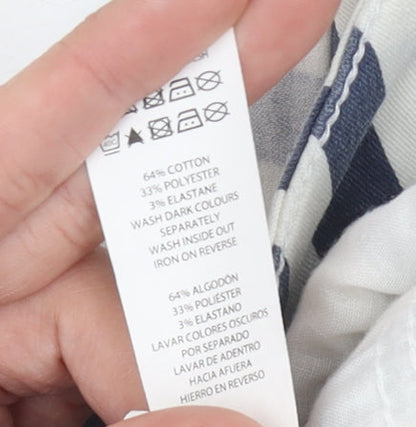 64% COTTON
33% POLYESTER
3% ELASTANE
WASH DARK COLOURS
SEPARATELY
WASH INSIDE OUT
IRON ON REVERSE
64% ALGODÓN
33% POLIÉSTER
3% ELASTANO
LAVAR COLORES OSCUROS
POR SEPARADO
LAVAR DE ADENTRO
HACIA AFUERA
HIERRO EN REVERSO